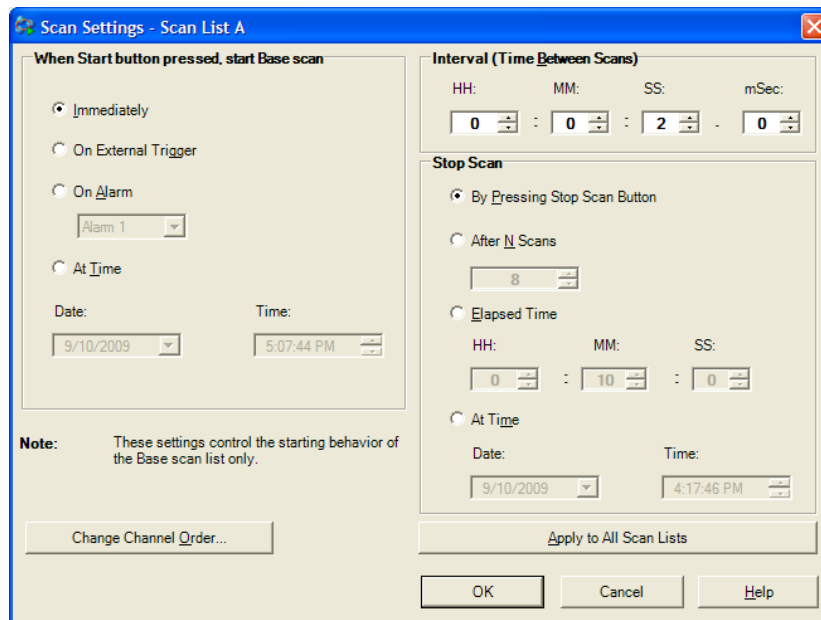 Scan Settings - Scan List A
When Start button pressed, start Base scan
Immediately
On External Trigger
On Alarm
Alarm 1
At Time
Date: Time:
9/10/2009 5:07:44 PM
Note: These settings control the starting behavior of
the Base scan list only.
Change Channel Order...
Interval (Time Between Scans)
HH: MM: SS: mSec:
0 : 0 : 2 . 0
Stop Scan
By Pressing Stop Scan Button
After N Scans
8
Elapsed Time
HH: MM: SS:
0 : 10 : 0
At Time
Date: Time:
9/10/2009 4:17:46 PM
Apply to All Scan Lists
OK Cancel Help